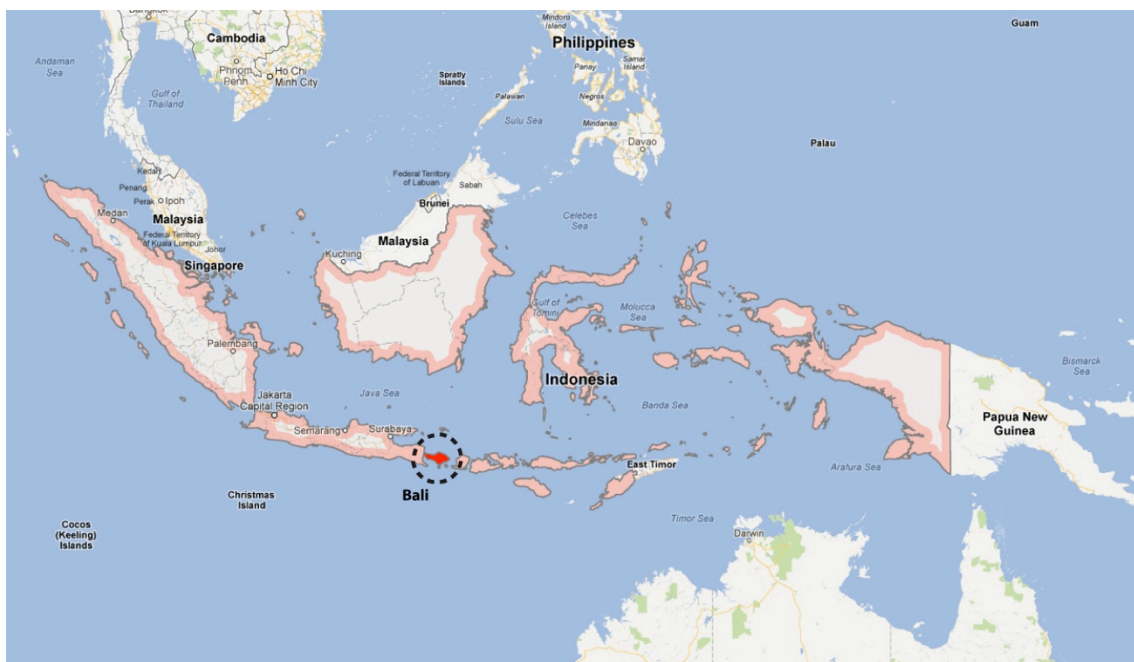 Bangkok
Guam
Mindoro
Island
Andaman
Sea
Cambodia
Philippines
Phnom
Penh
Ho Chi
Minh City
Spratly
Islands
Panay
Samar
Island
Gulf of
Thailand
Palawan
Negros
Sulu Sea
Mindanao
Davao
Palau
Kedah
Penang
Perak
Ipoh
Federal Territory
of Labuan
Sabah
Brunei
Medan
Malaysia
Federal Territory
of Kuala Lumpur
Johor
Singapore
Malaysia
Kuching
Celebes
Sea
Gulf of
Tomini
Molucca
Sea
Palembang
Indonesia
Bismarck
Sea
Jakarta
Capital Region
Java Sea
Banda Sea
Papua New
Guinea
Semarang
Surabaya
East Timor
Arafura Sea
Bali
Christmas
Island
Cocos
(Keeling)
Islands
Timor Sea
Darwin